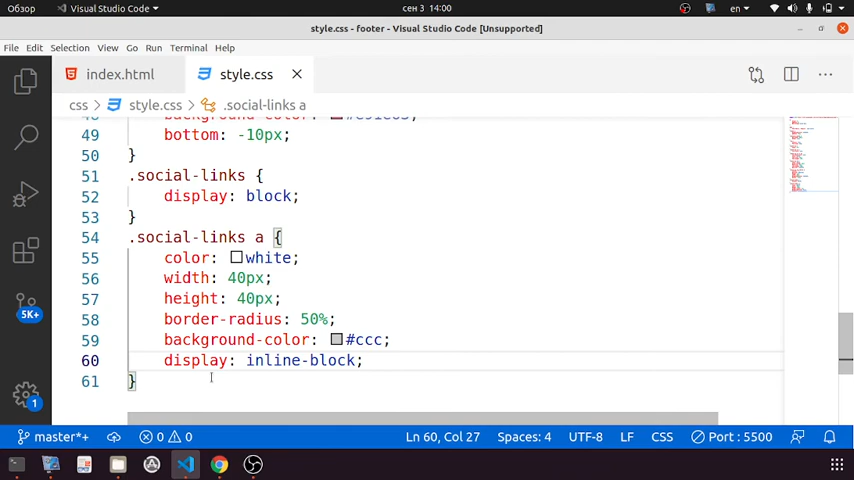 Обзор Visual Studio Code сен 3 14:00 en
style.css - footer - Visual Studio Code [Unsupported]
File Edit Selection View Go Run Terminal Help
index.html style.css
css style.css .social-links a
49 bottom: -10px;
50 }
51 .social-links {
52 display: block;
53 }
54 .social-links a {
55 color: white;
56 width: 40px;
57 height: 40px;
58 border-radius: 50%;
59 background-color: #ccc;
60 display: inline-block;
61 }
5K+
1
master*+ 0 0 Ln 60, Col 27 Spaces: 4 UTF-8 LF CSS Port : 5500